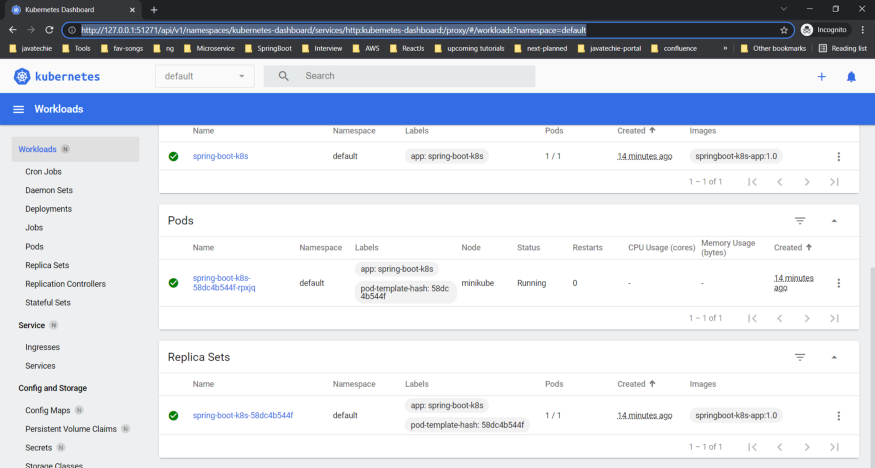 Kubernetes Dashboard
http://127.0.0.1:51271/api/v1/namespaces/kubernetes-dashboard/services/http:kubernetes-dashboard:/proxy/#/workloads?namespace=default
Incognito
javatechie Tools fav-songs ng Microservice SpringBoot Interview AWS ReactJs upcoming tutorials next-planned javatechie-portal confluence » Other bookmarks Reading list
kubernetes default Search
Workloads
Workloads N
Cron Jobs
Daemon Sets
Deployments
Jobs
Pods
Replica Sets
Replication Controllers
Stateful Sets
Service N
Ingresses
Services
Config and Storage
Config Maps N
Persistent Volume Claims N
Secrets N
Storage Classes
Name Namespace Labels Pods Created Images
spring-boot-k8s default app: spring-boot-k8s 1 / 1 14 minutes ago springboot-k8s-app:1.0
1 – 1 of 1
Pods
Name Namespace Labels Node Status Restarts CPU Usage (cores) Memory Usage (bytes) Created
spring-boot-k8s-58dc4b544f-rpxjq default app: spring-boot-k8s pod-template-hash: 58dc4b544f minikube Running 0 - - 14 minutes ago
1 – 1 of 1
Replica Sets
Name Namespace Labels Pods Created Images
spring-boot-k8s-58dc4b544f default app: spring-boot-k8s pod-template-hash: 58dc4b544f 1 / 1 14 minutes ago springboot-k8s-app:1.0
1 – 1 of 1